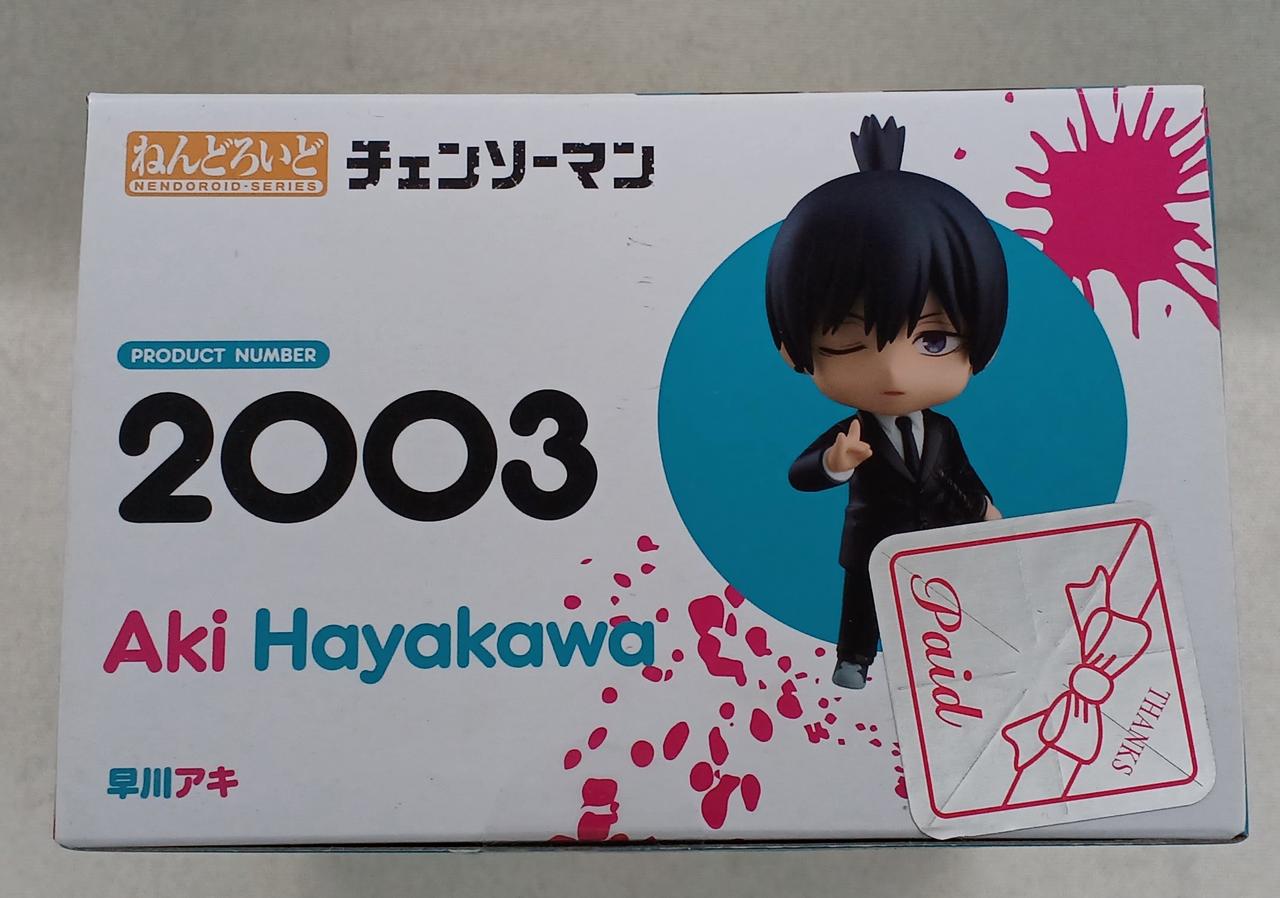 ねんどろいど
NENDOROID-SERIES
チェンソーマン
PRODUCT NUMBER
2003
Aki Hayakawa
早川アキ
Paid
THANKS